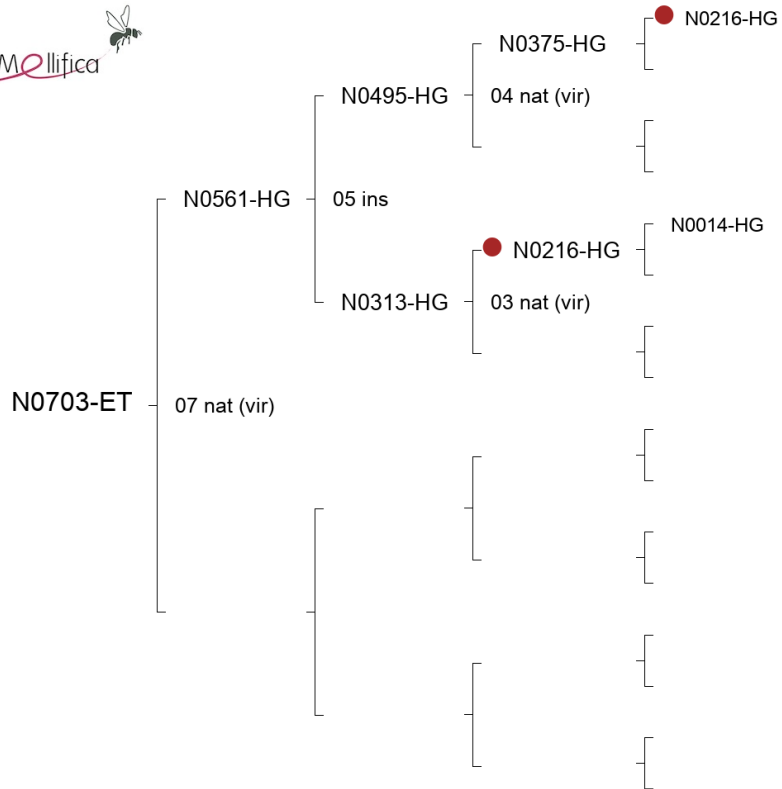 Mellifica
N0216-HG
N0375-HG
N0495-HG
04 nat (vir)
N0561-HG
05 ins
N0014-HG
N0216-HG
N0313-HG
03 nat (vir)
N0703-ET
07 nat (vir)